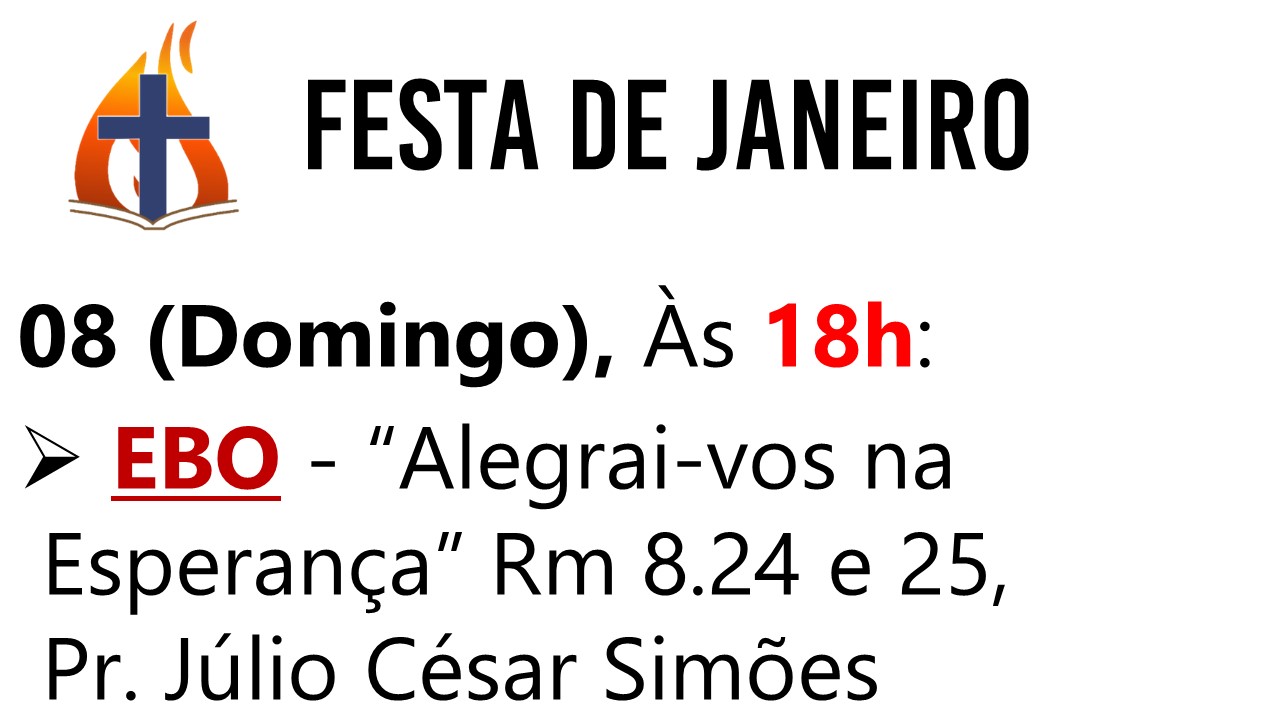 FESTA DE JANEIRO
08 (Domingo), Às 18h:
➢ EBO - “Alegrai-vos na
Esperança” Rm 8.24 e 25,
Pr. Júlio César Simões